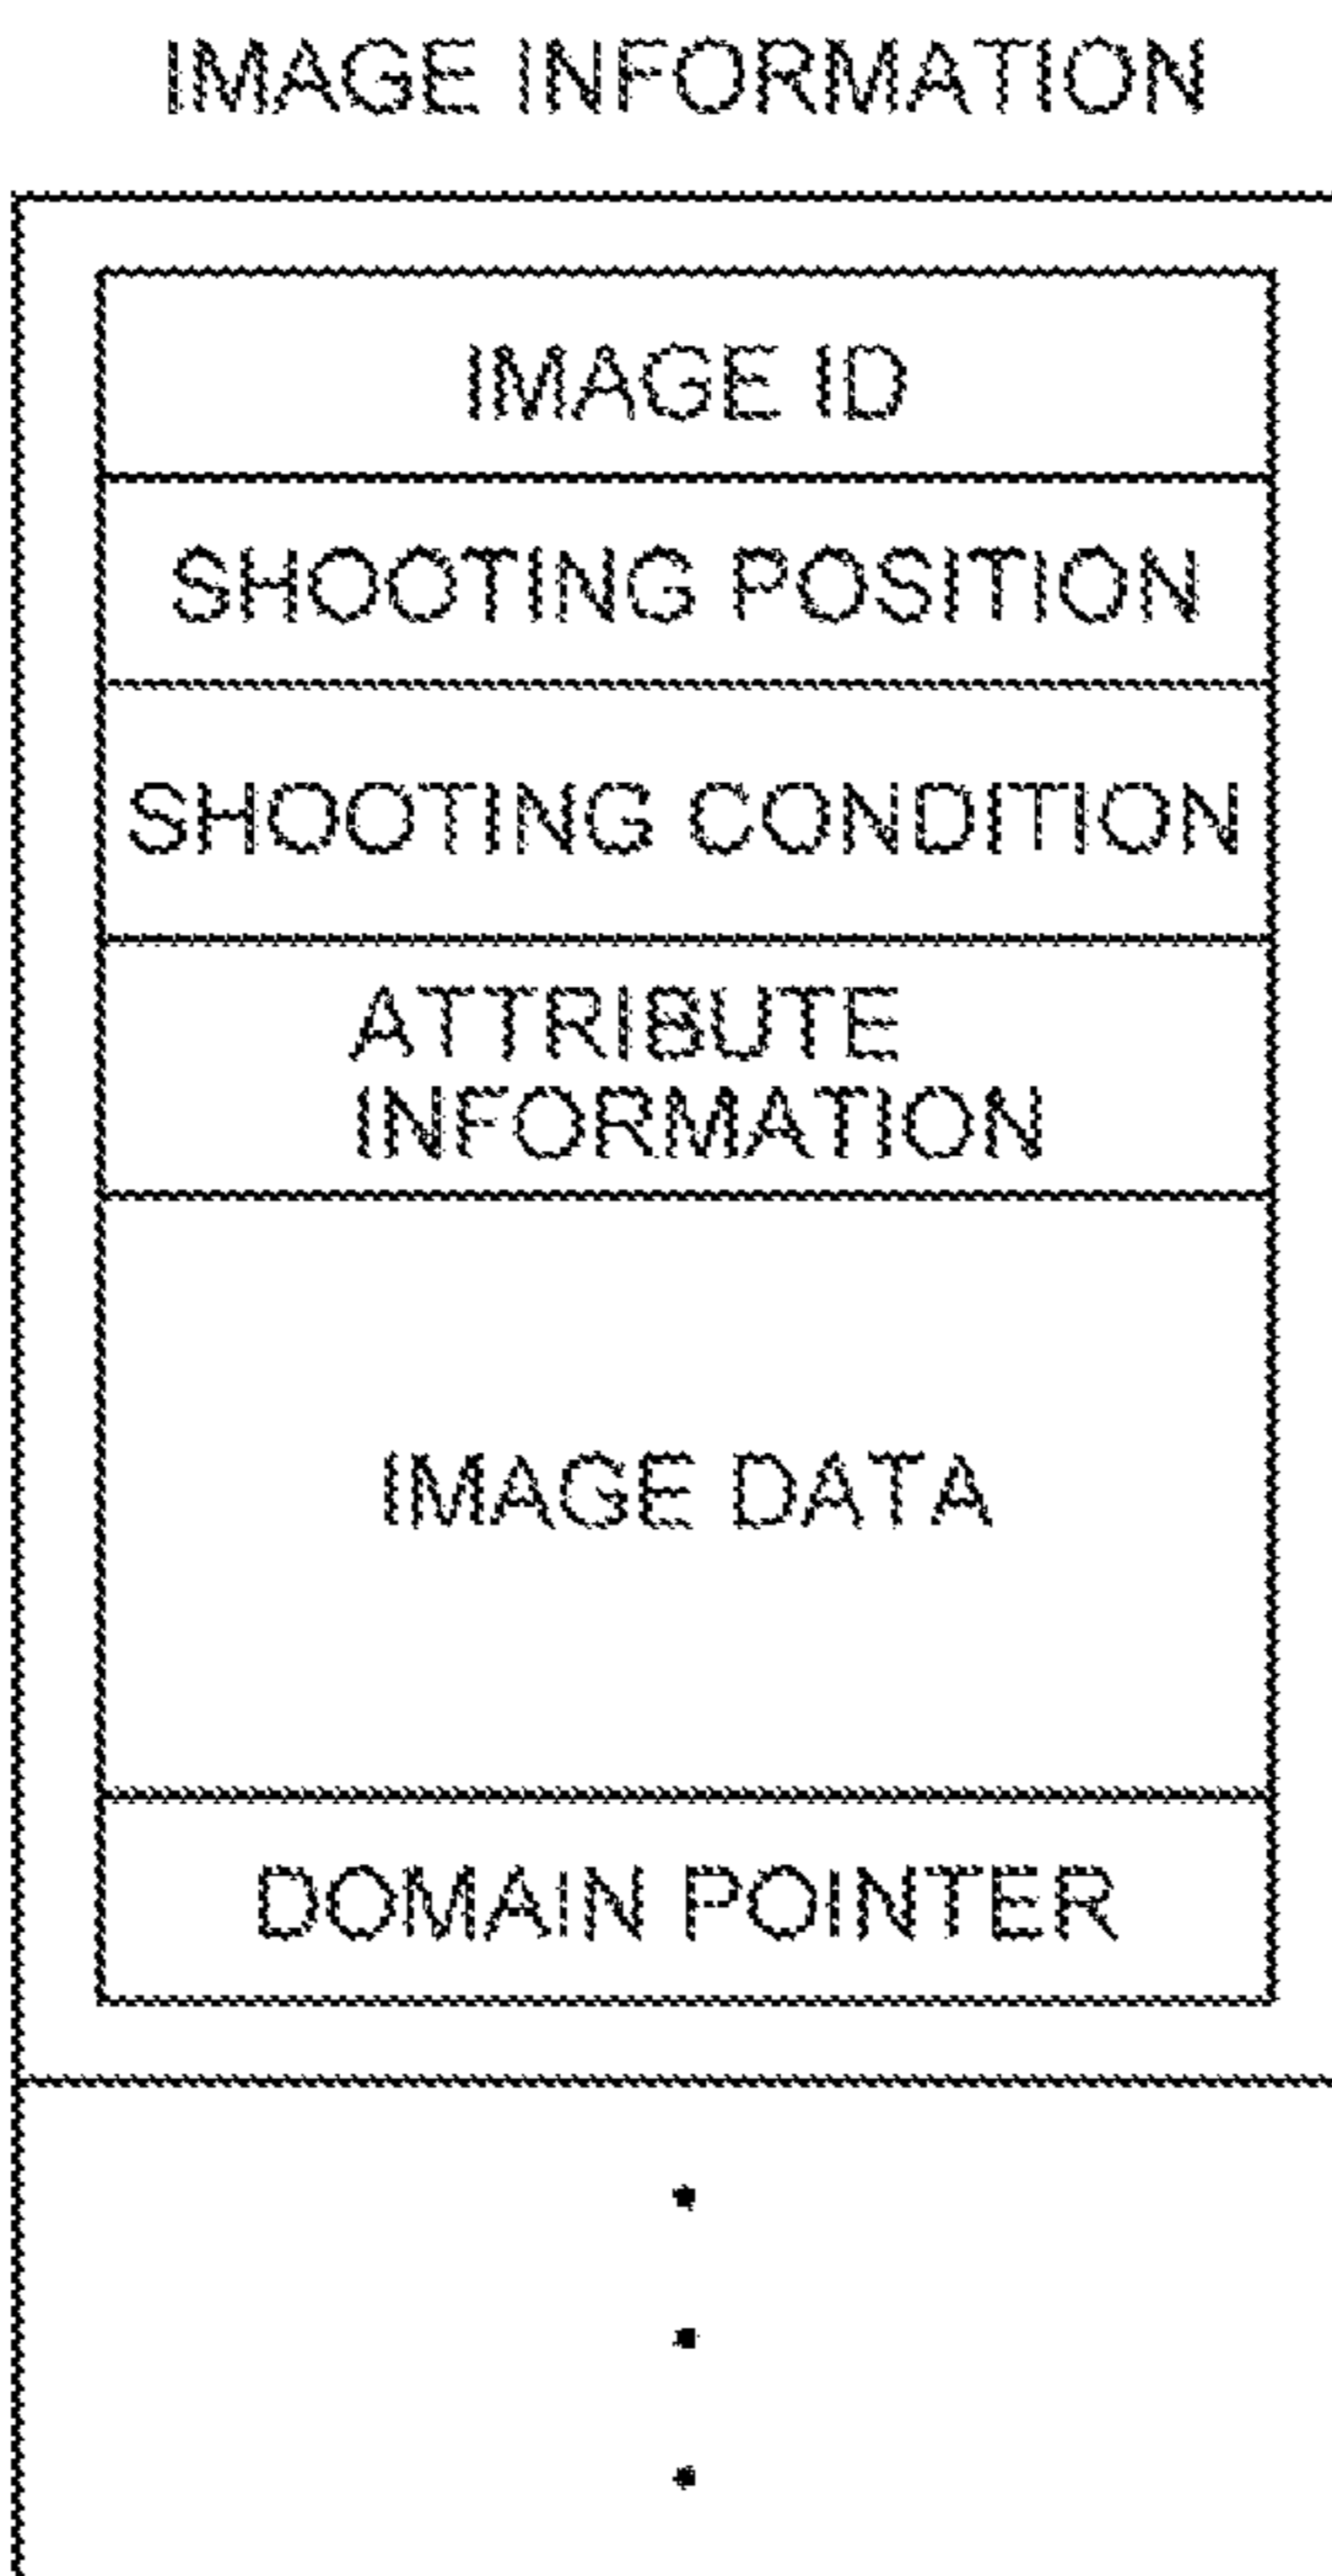 IMAGE INFORMATION
IMAGE ID
SHOOTING POSITION
SHOOTING CONDITION
ATTRIBUTE
INFORMATION
IMAGE DATA
DOMAIN POINTER